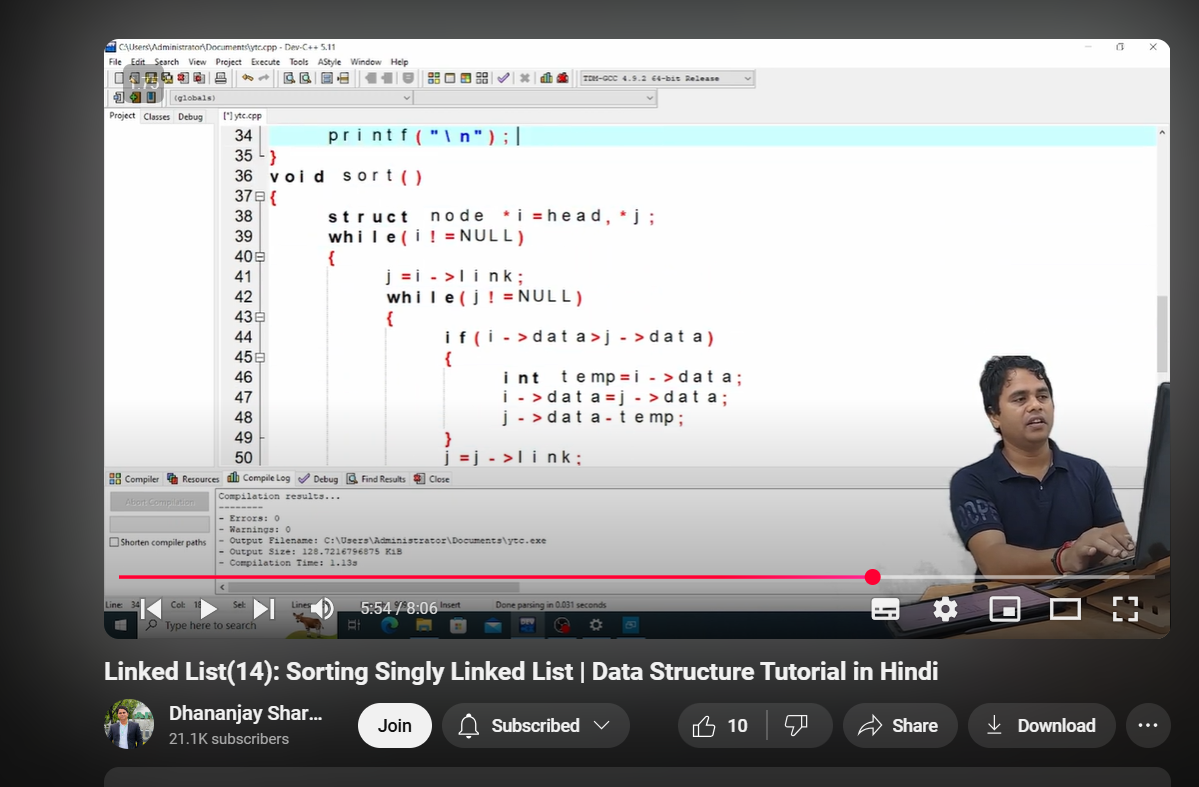 C:\Users\Administrator\Documents\ytc.cpp - Dev-C++ 5.11
File Edit Search View Project Execute Tools AStyle Window Help
TDM-GCC 4.9.2 64-bit Release
(globals)
Project Classes Debug
[*] ytc.cpp
34 printf("\n");
35 }
36 void sort()
37 {
38 struct node *i=head,*j;
39 while(i!=NULL)
40 {
41 j=i->link;
42 while(j!=NULL)
43 {
44 if(i->data>j->data)
45 {
46 int temp=i->data;
47 i->data=j->data;
48 j->data-temp;
49 }
50 j=j->link;
Compiler Resources Compile Log Debug Find Results Close
Abort Compilation
Shorten compiler paths
Compilation results...
--------
- Errors: 0
- Warnings: 0
- Output Filename: C:\Users\Administrator\Documents\ytc.exe
- Output Size: 128.7216796875 KiB
- Compilation Time: 1.13s
Line: 34 Col: Sel: Insert Done parsing in 0.031 seconds
5:54 / 8:06
Type here to search
Linked List(14): Sorting Singly Linked List | Data Structure Tutorial in Hindi
Dhananjay Shar...
21.1K subscribers
Join
Subscribed
10
Share
Download